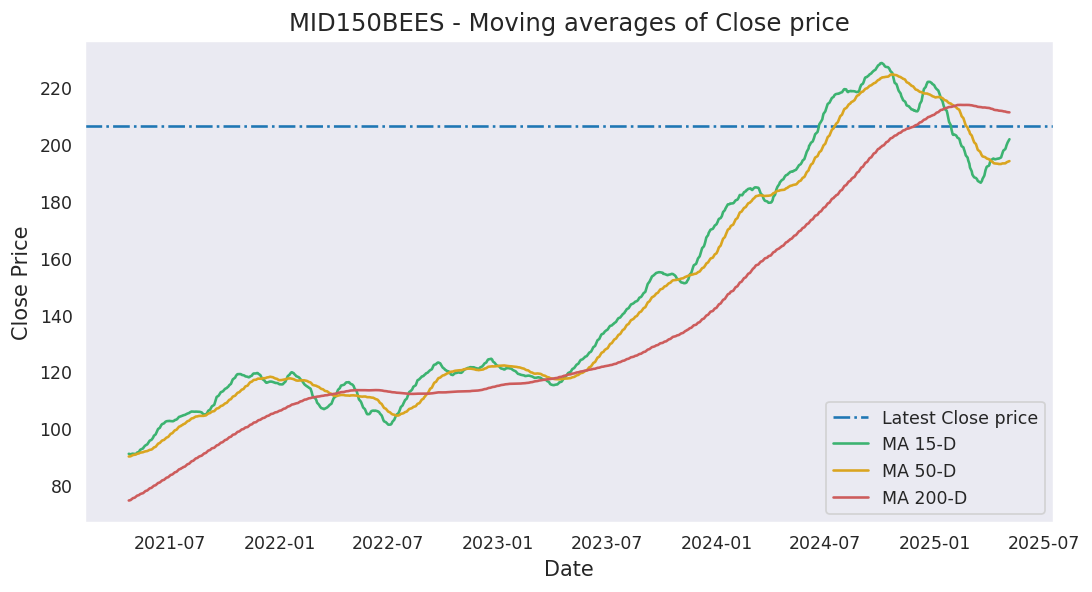 MID150BEES - Moving averages of Close price
Close Price
220
200
180
160
140
120
100
80
Latest Close price
MA 15-D
MA 50-D
MA 200-D
2021-07 2022-01 2022-07 2023-01 2023-07 2024-01 2024-07 2025-01 2025-07
Date